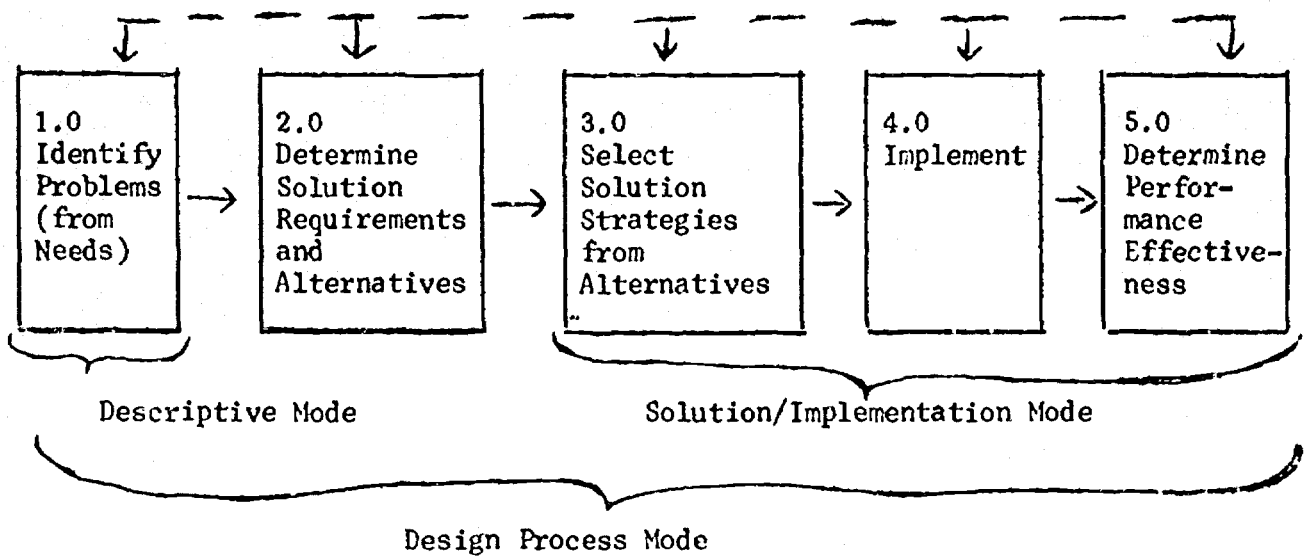 1.0
Identify
Problems
(from
Needs)
2.0
Determine
Solution
Requirements
and
Alternatives
3.0
Select
Solution
Strategies
from
Alternatives
4.0
Implement
5.0
Determine
Perfor-
mance
Effective-
ness
Descriptive Mode
Solution/Implementation Mode
Design Process Mode